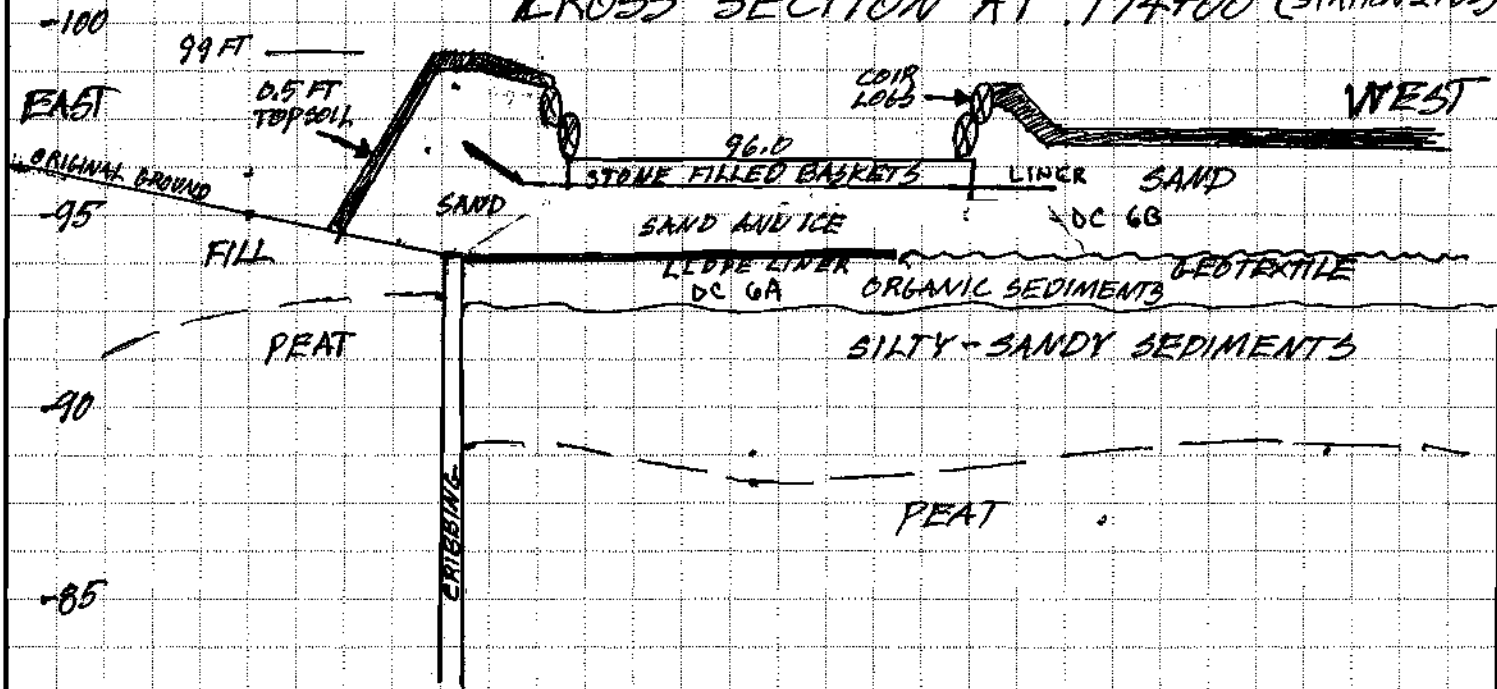 CROSS SECTION AT
-100
99 FT
0.5 FT
TOPSOIL
EAST
COIR
LOGS
WEST
ORIGINAL GROUND
96.0
STONE FILLED BASKETS
LINER
SAND
-95
SAND
SAND AND ICE
DC 6B
FILL
LLDPE LINER
GEOTEXTILE
DC 6A
ORGANIC SEDIMENTS
PEAT
SILTY-SANDY SEDIMENTS
-90
CRIBBING
PEAT
-85